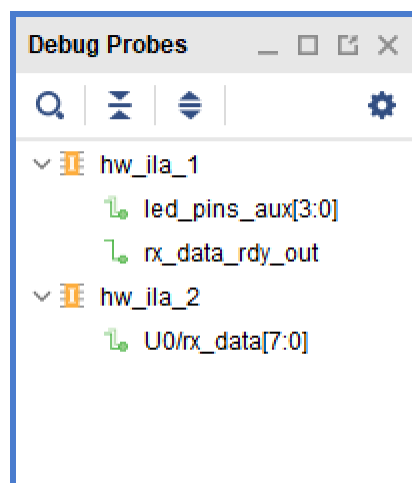 Debug Probes
hw_ila_1
led_pins_aux[3:0]
rx_data_rdy_out
hw_ila_2
U0/rx_data[7:0]